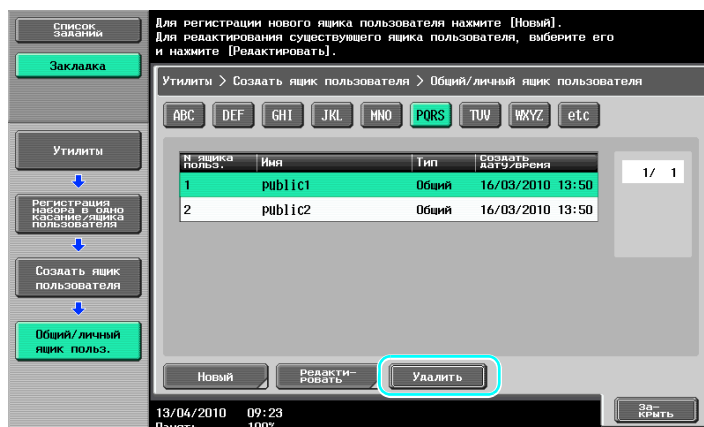 Список
заданий
Закладка
Для регистрации нового ящика пользователя нажмите [Новый].
Для редактирования существующего ящика пользователя, выберите его
и нажмите [Редактировать].
Утилиты > Создать ящик пользователя > Общий/личный ящик пользователя
ABC DEF GHI JKL MNO PQRS TUV WXYZ etc
Утилиты
Регистрация
набора в одно
касание/ящика
пользователя
Создать ящик
пользователя
Общий/личный
ящик польз.
N ящика
польз. Имя Тип Создать
дату/время
1 public1 Общий 16/03/2010 13:50
2 public2 Общий 16/03/2010 13:50
1/ 1
Новый
Редакти-
ровать
Удалить
13/04/2010 09:23
Память 100%
За-
крыть